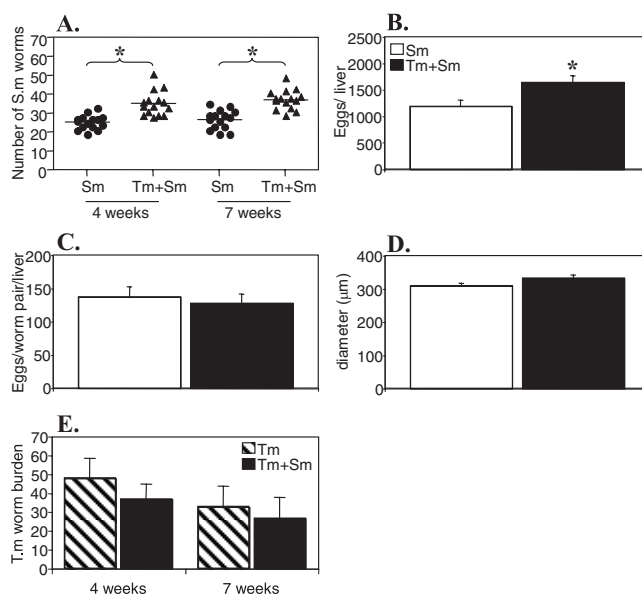 A.
Number of S.m worms
70
60
50
40
30
20
10
0
*
*
Sm
Tm+Sm
Sm
Tm+Sm
4 weeks
7 weeks
B.
Eggs/ liver
2500
2000
1500
1000
500
0
Sm
Tm+Sm
*
C.
Eggs/worm pair/liver
200
150
100
50
0
D.
diameter (μm)
400
300
200
100
0
E.
T.m worm burden
70
60
50
40
30
20
10
0
Tm
Tm+Sm
4 weeks
7 weeks